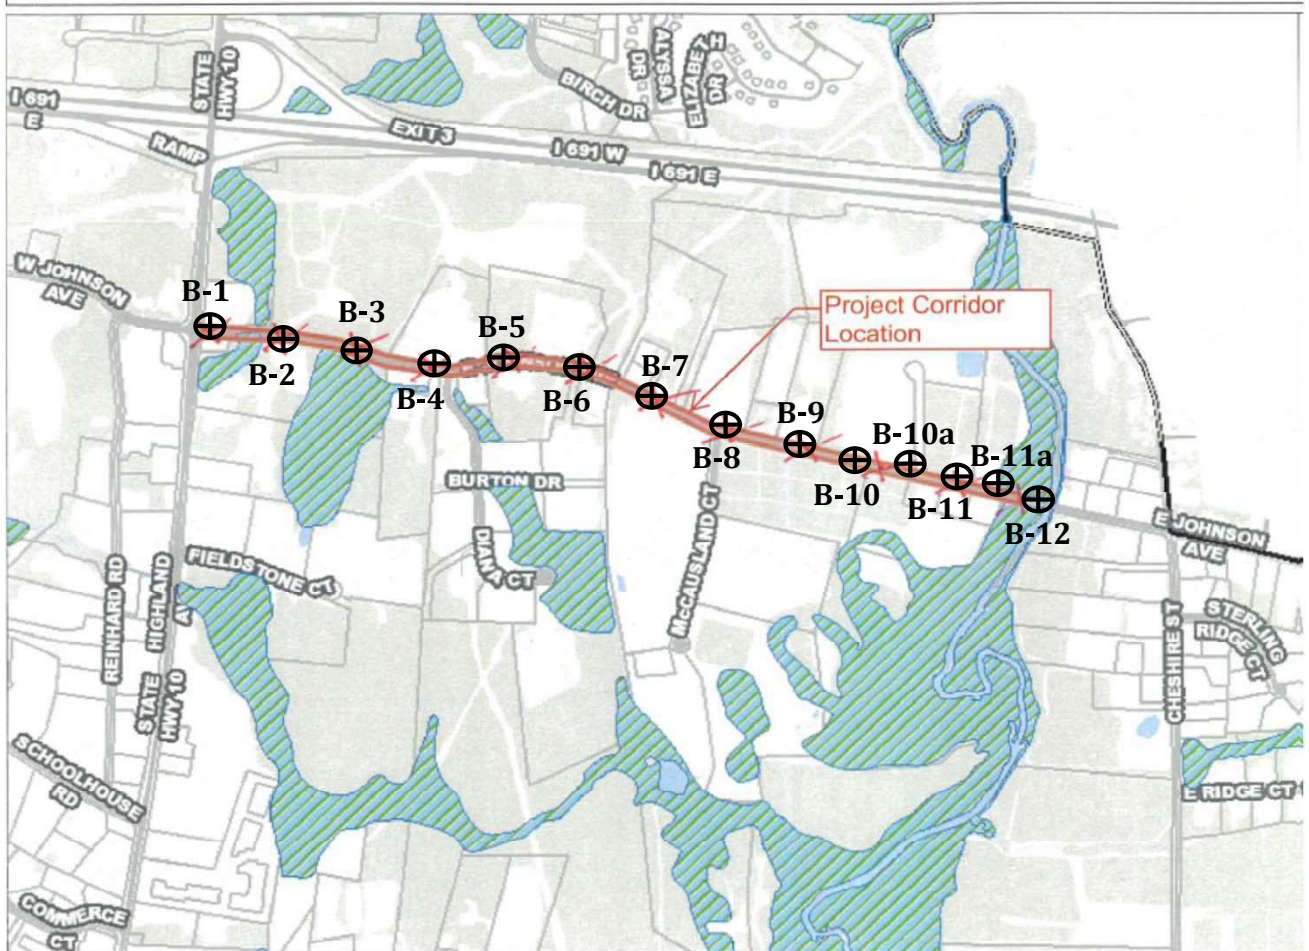 STATE
HWY 10
I 691
E
RAMP
EXIT 3
BIRCH DR
ALYSSA
DR
ELIZABETH
DR
I 691 W
I 691 E
W JOHNSON
AVE
B-1
B-2
B-3
B-4
B-5
B-6
B-7
B-8
B-9
B-10
B-10a
B-11
B-11a
B-12
Project Corridor
Location
BURTON DR
DIANA CT
FIELDSTONE CT
REINHARD RD
HIGHLAND
AV
STATE
HWY 10
McCAUSLAND CT
E JOHNSON
AVE
CHESHIRE ST
STERLING
RIDGE CT
E RIDGE CT
SCHOOLHOUSE
RD
COMMERCE
CT